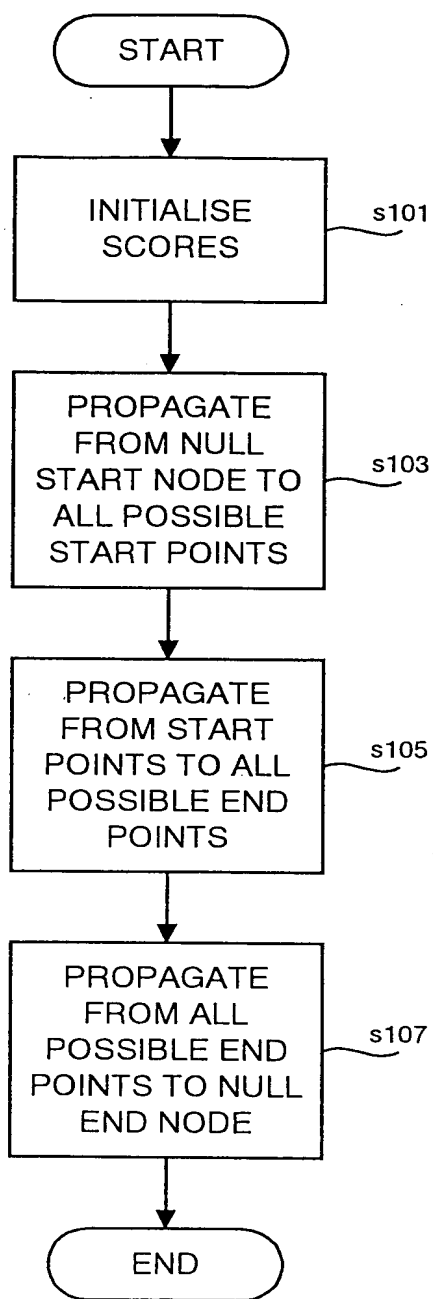 START
INITIALISE
SCORES
s101
PROPAGATE
FROM NULL
START NODE TO
ALL POSSIBLE
START POINTS
s103
PROPAGATE
FROM START
POINTS TO ALL
POSSIBLE END
POINTS
s105
PROPAGATE
FROM ALL
POSSIBLE END
POINTS TO NULL
END NODE
s107
END